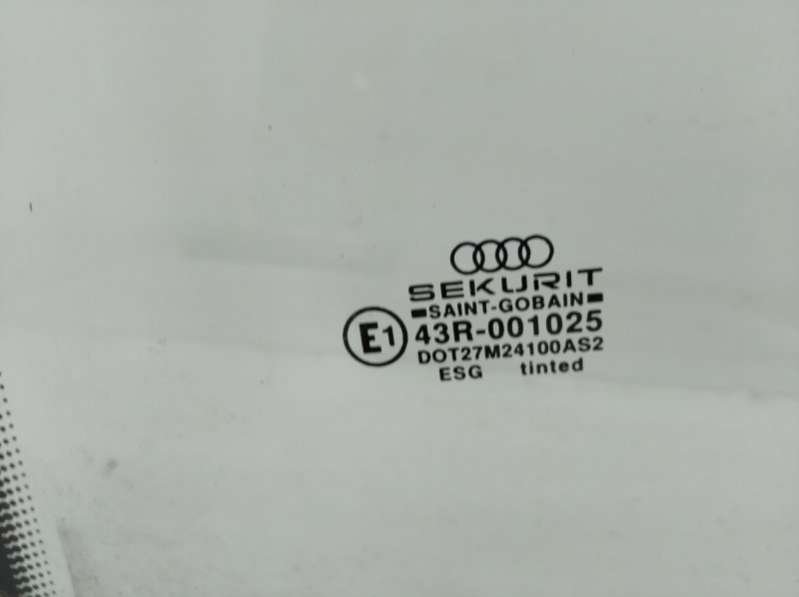 SEKURIT
SAINT-GOBAIN
E1 43R-001025
DOT27M24100AS2
ESG tinted